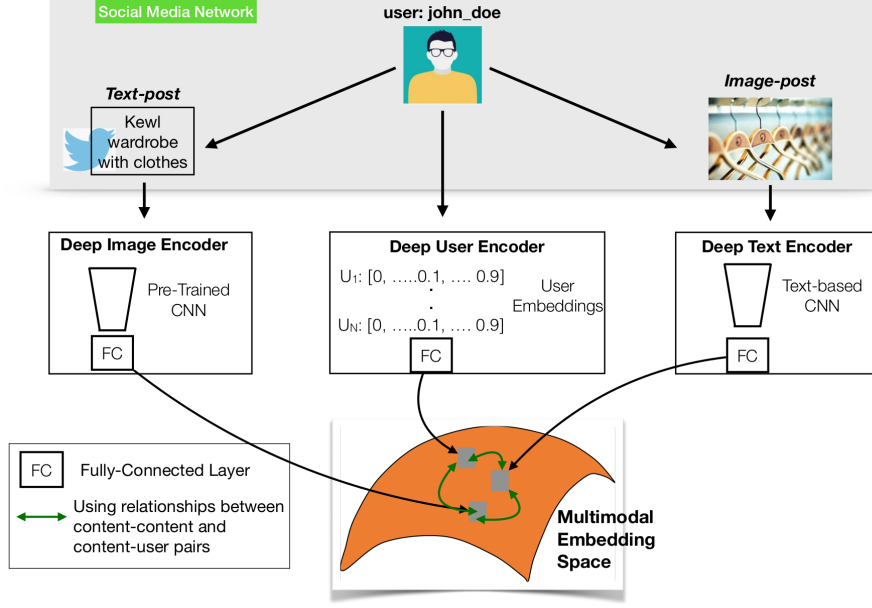 Social Media Network
user: john_doe
Text-post
Kewl
wardrobe
with clothes
Image-post
Deep Image Encoder
Pre-Trained
CNN
FC
Deep User Encoder
U1: [0, …..0.1, …. 0.9]
.
.
UN: [0, …..0.1, …. 0.9]
User
Embeddings
FC
Deep Text Encoder
Text-based
CNN
FC
FC
Fully-Connected Layer
Using relationships between
content-content and
content-user pairs
Multimodal
Embedding
Space